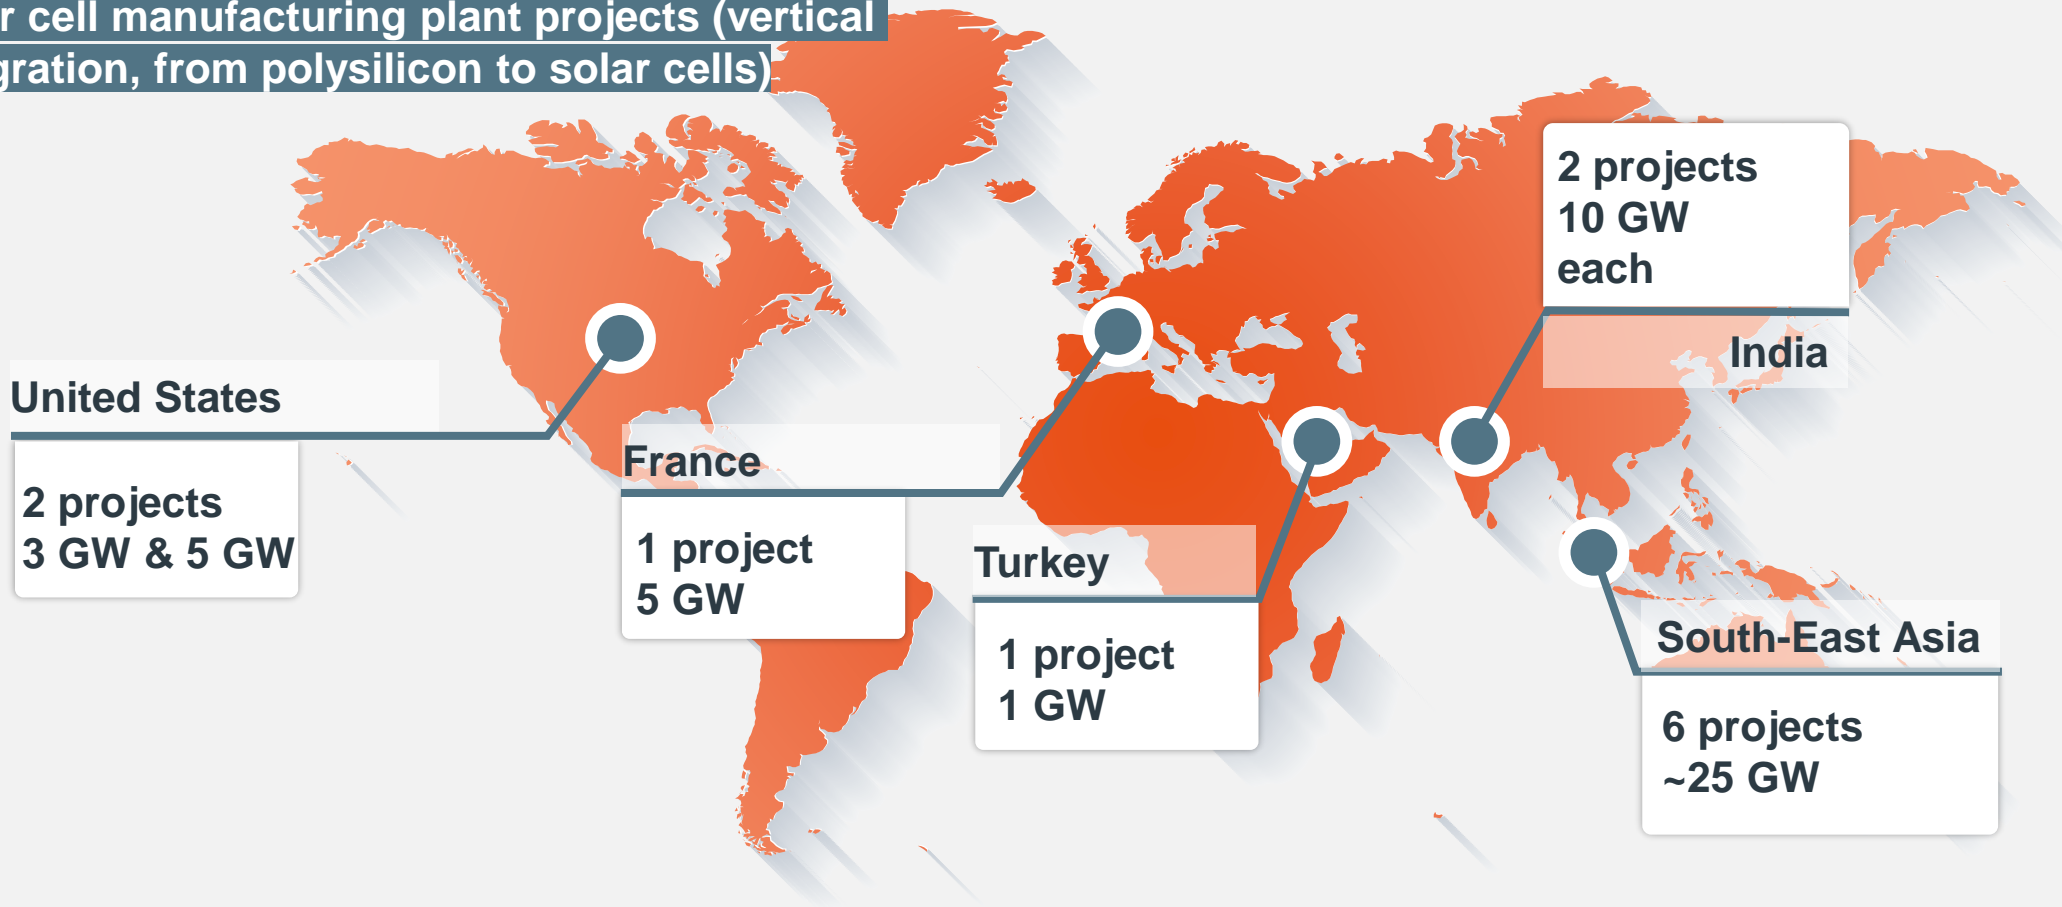 r cell manufacturing plant projects (vertical
gration, from polysilicon to solar cells)
2 projects
10 GW
each
India
United States
2 projects
3 GW & 5 GW
France
1 project
5 GW
Turkey
1 project
1 GW
South-East Asia
6 projects
~25 GW